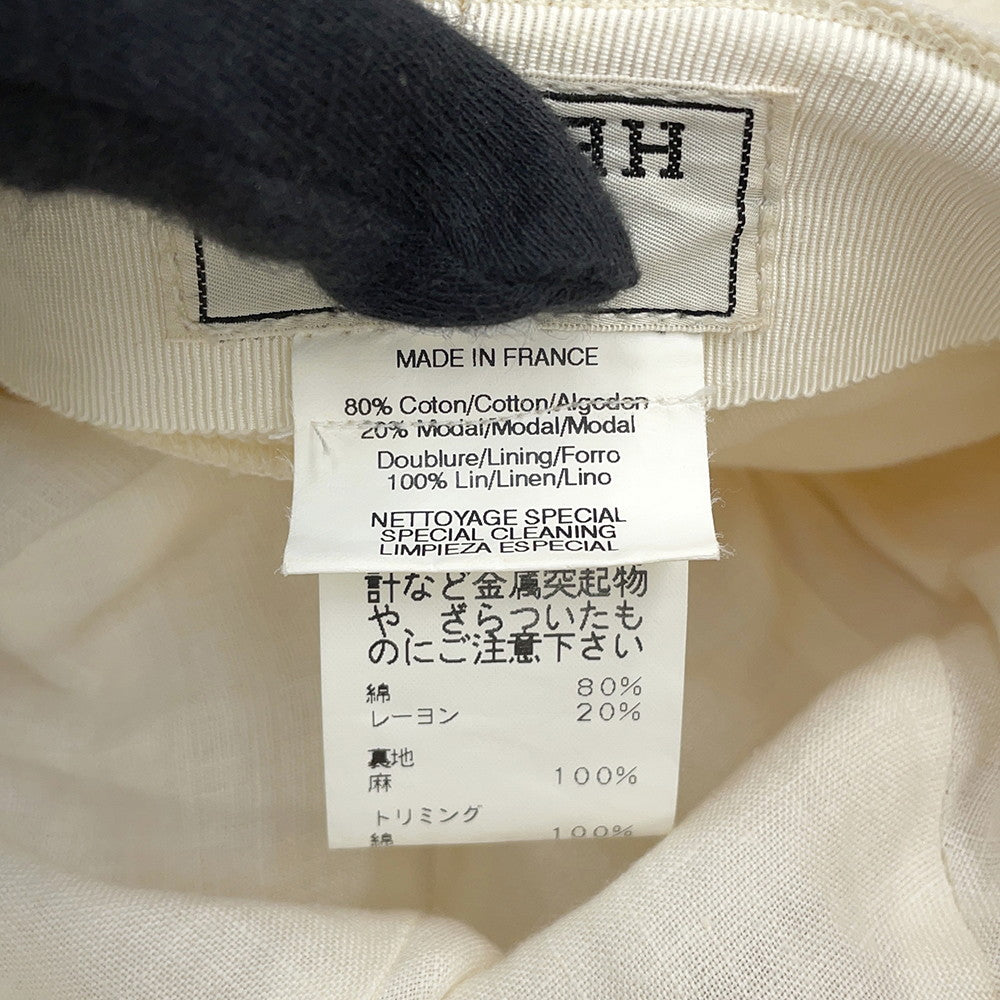 HE
MADE IN FRANCE
80% Coton/Cotton/Algodon
20% Modal/Modal/Modal
Doublure/Lining/Forro
100% Lin/Linen/Lino
NETTOYAGE SPECIAL
SPECIAL CLEANING
LIMPIEZA ESPECIAL
計など金属突起物
や、ざらついたも
のにご注意下さい
綿 80%
レーヨン 20%
裏地
麻 100%
トリミング
綿 100%